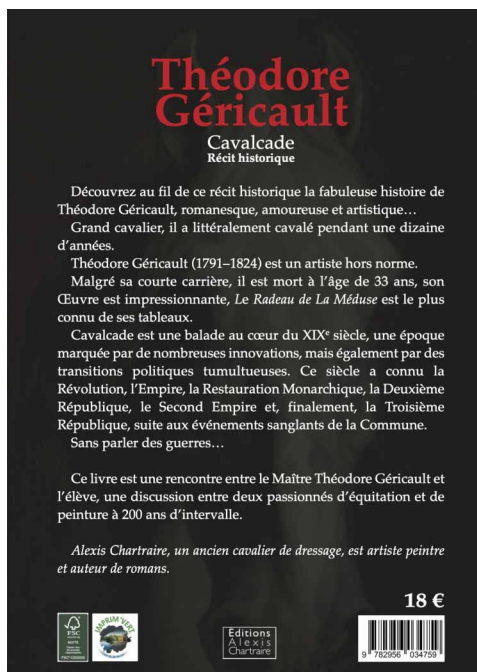 Théodore
Géricault
Cavalcade
Récit historique
Découvrez au fil de ce récit historique la fabuleuse histoire de
Théodore Géricault, romanesque, amoureuse et artistique…
Grand cavalier, il a littéralement cavalé pendant une dizaine
d’années.
Théodore Géricault (1791–1824) est un artiste hors norme.
Malgré sa courte carrière, il est mort à l’âge de 33 ans, son
Œuvre est impressionnante, Le Radeau de La Méduse est le plus
connu de ses tableaux.
Cavalcade est une balade au cœur du XIXe siècle, une époque
marquée par de nombreuses innovations, mais également par des
transitions politiques tumultueuses. Ce siècle a connu la
Révolution, l’Empire, la Restauration Monarchique, la Deuxième
République, le Second Empire et, finalement, la Troisième
République, suite aux événements sanglants de la Commune.
Sans parler des guerres…
Ce livre est une rencontre entre le Maître Théodore Géricault et
l’élève, une discussion entre deux passionnés d’équitation et de
peinture à 200 ans d’intervalle.
Alexis Chartraire, un ancien cavalier de dressage, est artiste peintre
et auteur de romans.
18 €
FSC
IMPRIM'VERT
Éditions
Alexis
Chartraire
9 782956 034759